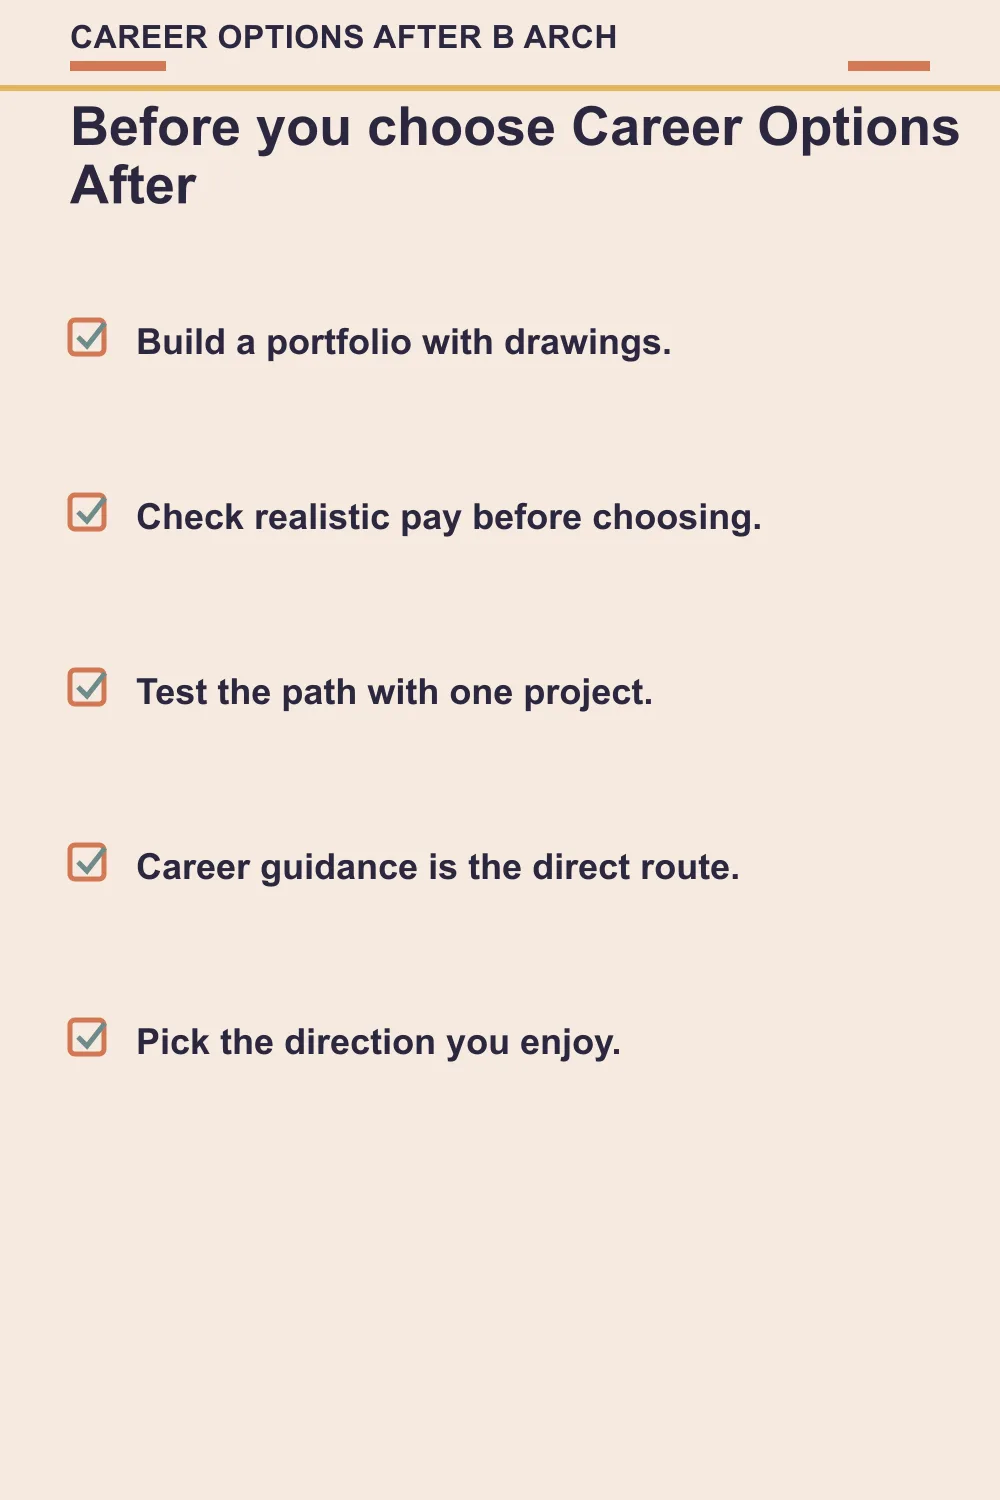 CAREER OPTIONS AFTER B ARCH
Before you choose Career Options
After
Build a portfolio with drawings.
Check realistic pay before choosing.
Test the path with one project.
Career guidance is the direct route.
Pick the direction you enjoy.